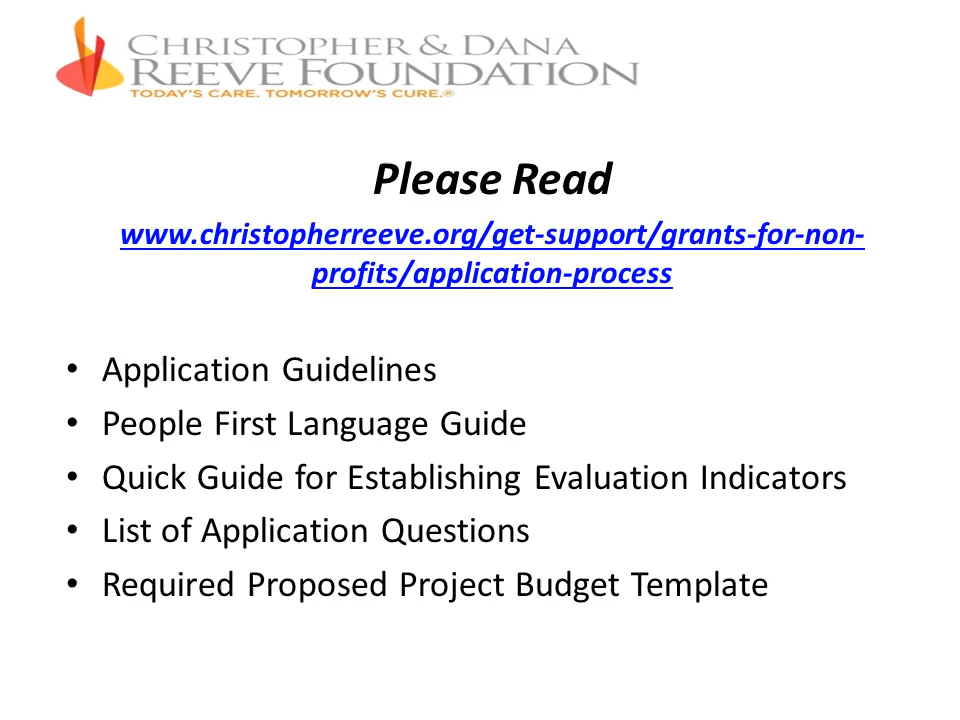 CHRISTOPHER & DANA
REEVE FOUNDATION
TODAY'S CARE. TOMORROW'S CURE.®
Please Read
www.christopherreeve.org/get-support/grants-for-non-
profits/application-process
• Application Guidelines
• People First Language Guide
• Quick Guide for Establishing Evaluation Indicators
• List of Application Questions
• Required Proposed Project Budget Template